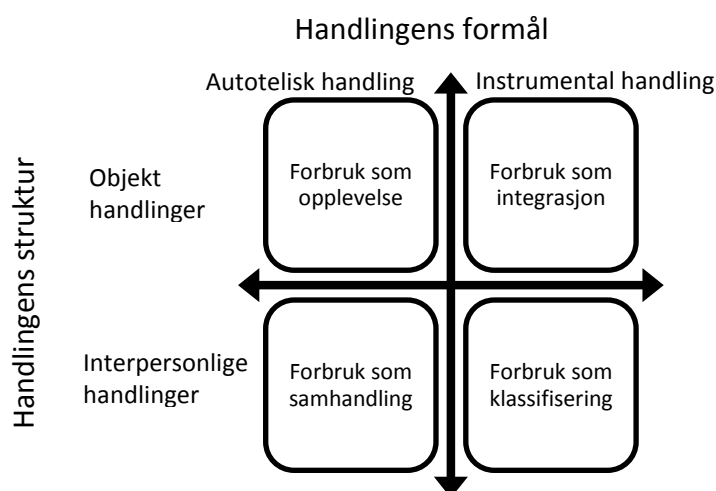 Handlingens formål
Autotelisk handling
Instrumental handling
Handlingens struktur
Objekt
handlinger
Forbruk som
opplevelse
Forbruk som
integrasjon
Interpersonlige
handlinger
Forbruk som
samhandling
Forbruk som
klassifisering